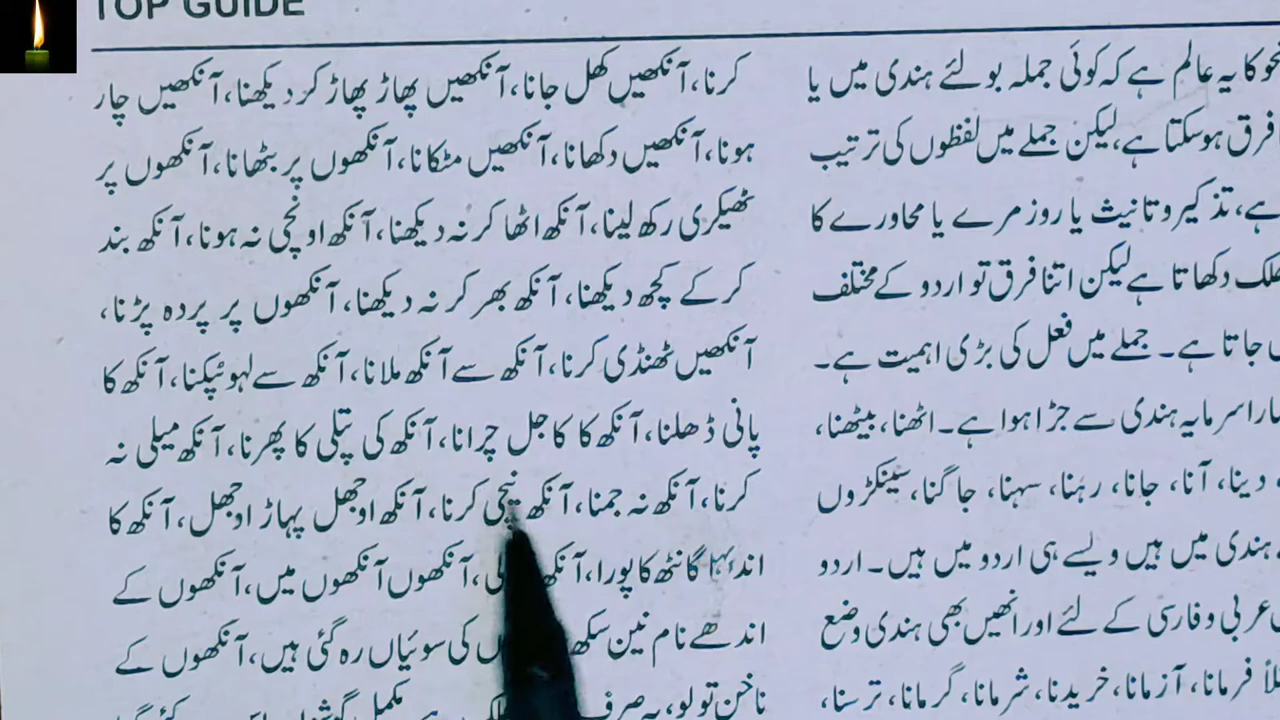 TOP GUIDE
نحو کا یہ عالم ہے کہ کوئی جملہ بولئے ہندی میں یا
فرق ہوسکتا ہے، لیکن جملے میں لفظوں کی ترتیب
ہے، تذکیر و تانیث یا روز مرے یا محاورے کا
جھلک دکھاتا ہے لیکن اتنا فرق تو اردو کے مختلف
جاتا ہے۔ جملے میں فعل کی بڑی اہمیت ہے۔
سرمایہ ہندی سے جڑا ہوا ہے۔ اٹھنا، بیٹھنا،
دینا، آنا، جانا، رہنا، سہنا، جاگنا، سینکڑوں
ہندی میں ہیں ویسے ہی اردو میں ہیں۔ اردو
عربی و فارسی کے لئے اور انھیں بھی ہندی وضع
فرمانا، آزمانا، خریدنا، شرمانا، گرمانا، ترسنا،
کرنا، آنکھیں کھل جانا، آنکھیں پھاڑ پھاڑ کر دیکھنا، آنکھیں چار
ہونا، آنکھیں دکھانا، آنکھیں مٹکانا، آنکھوں پر بٹھانا، آنکھوں پر
ٹھیکری رکھ لینا، آنکھ اٹھا کر نہ دیکھنا، آنکھ اونچی نہ ہونا، آنکھ بند
کر کے کچھ دیکھنا، آنکھ بھر کر نہ دیکھنا، آنکھوں پر پردہ پڑنا،
آنکھیں ٹھنڈی کرنا، آنکھ سے آنکھ ملانا، آنکھ سے لہو ٹپکنا، آنکھ کا
پانی ڈھلنا، آنکھ کا کاجل چرانا، آنکھ کی پتلی کا پھرنا، آنکھ میلی نہ
کرنا، آنکھ نہ جمنا، آنکھ نیچی کرنا، آنکھ اوجھل پہاڑ اوجھل، آنکھ کا
اندھا گانٹھ کا پورا، آنکھوں آنکھوں میں، آنکھوں کے
اندھے نام نین سکھ کی سوئیاں رہ گئی ہیں، آنکھوں کے
ناخن تو لو، یہ صرف مکمل